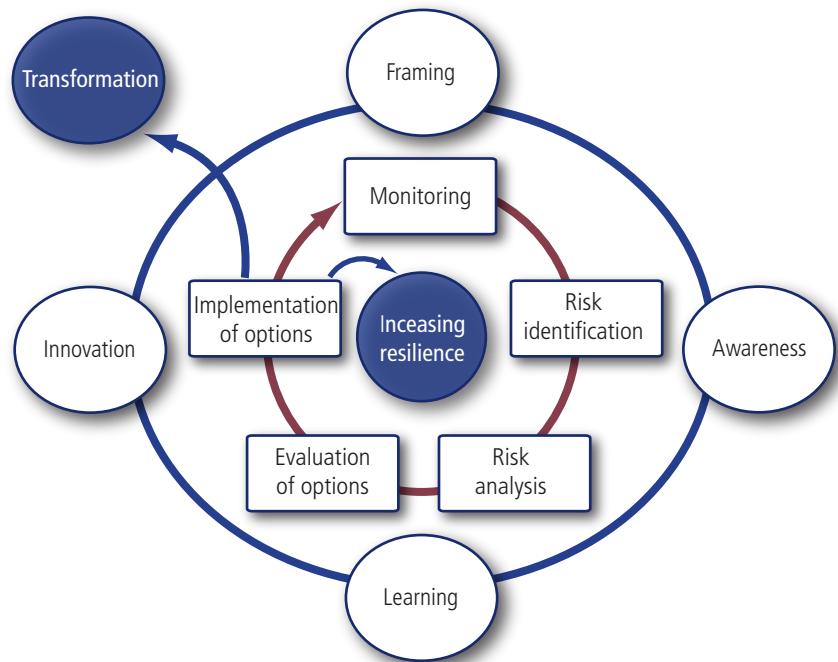 Framing
Transformation
Monitoring
Implementation
of options
Inceasing
resilience
Risk
identification
Innovation
Awareness
Evaluation
of options
Risk
analysis
Learning